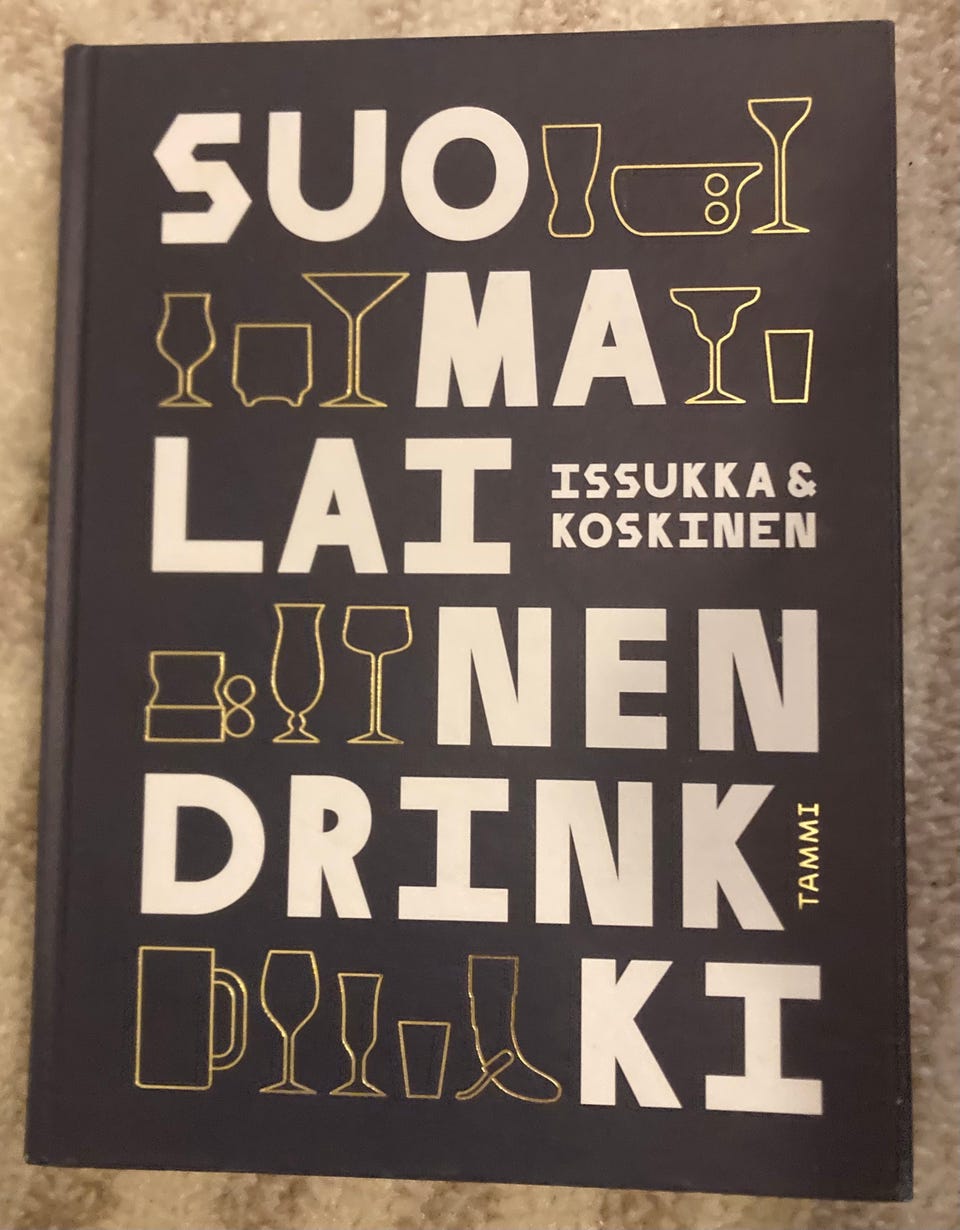 SUO
MA
LAI
ISSUKKA &
KOSKINEN
NEN
DRINK
TAMMI
KI